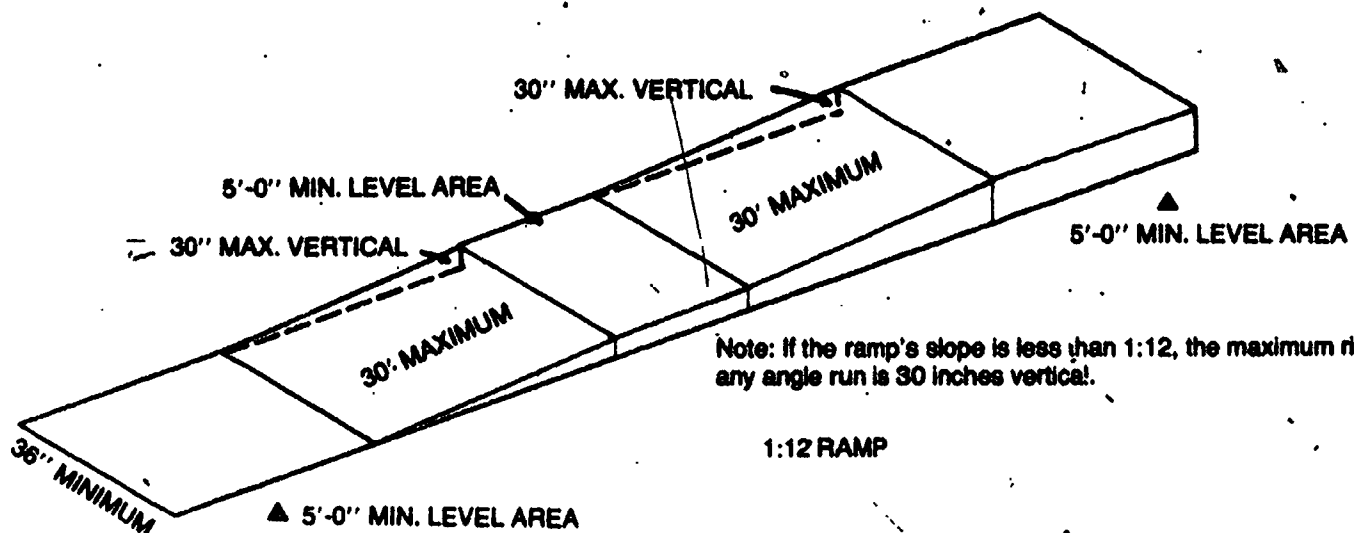 30'' MAX. VERTICAL
5'-0'' MIN. LEVEL AREA
30'' MAX. VERTICAL
30' MAXIMUM
5'-0'' MIN. LEVEL AREA
30' MAXIMUM
Note: If the ramp's slope is less than 1:12, the maximum ri
any angle run is 30 inches vertical.
1:12 RAMP
36'' MINIMUM
5'-0'' MIN. LEVEL AREA